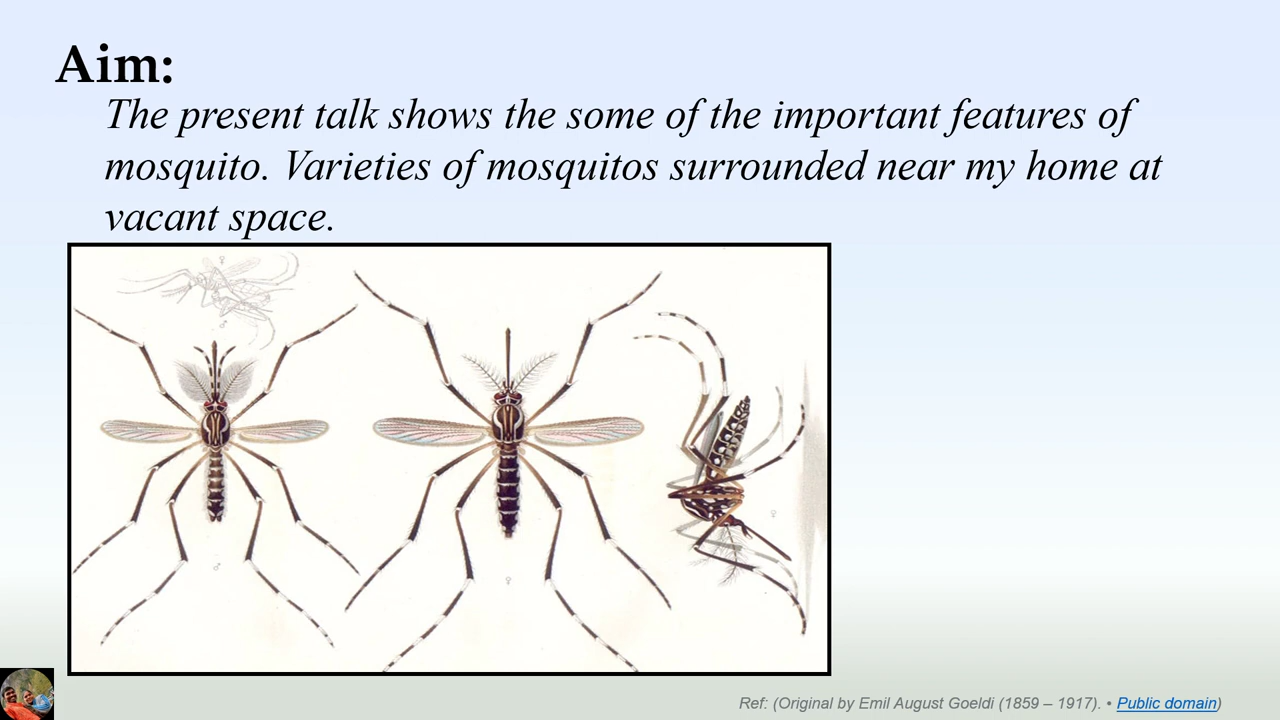 Aim:
The present talk shows the some of the important features of
mosquito. Varieties of mosquitos surrounded near my home at
vacant space.
♀
♂
♂
♀
♀
Ref: (Original by Emil August Goeldi (1859 – 1917). • Public domain)